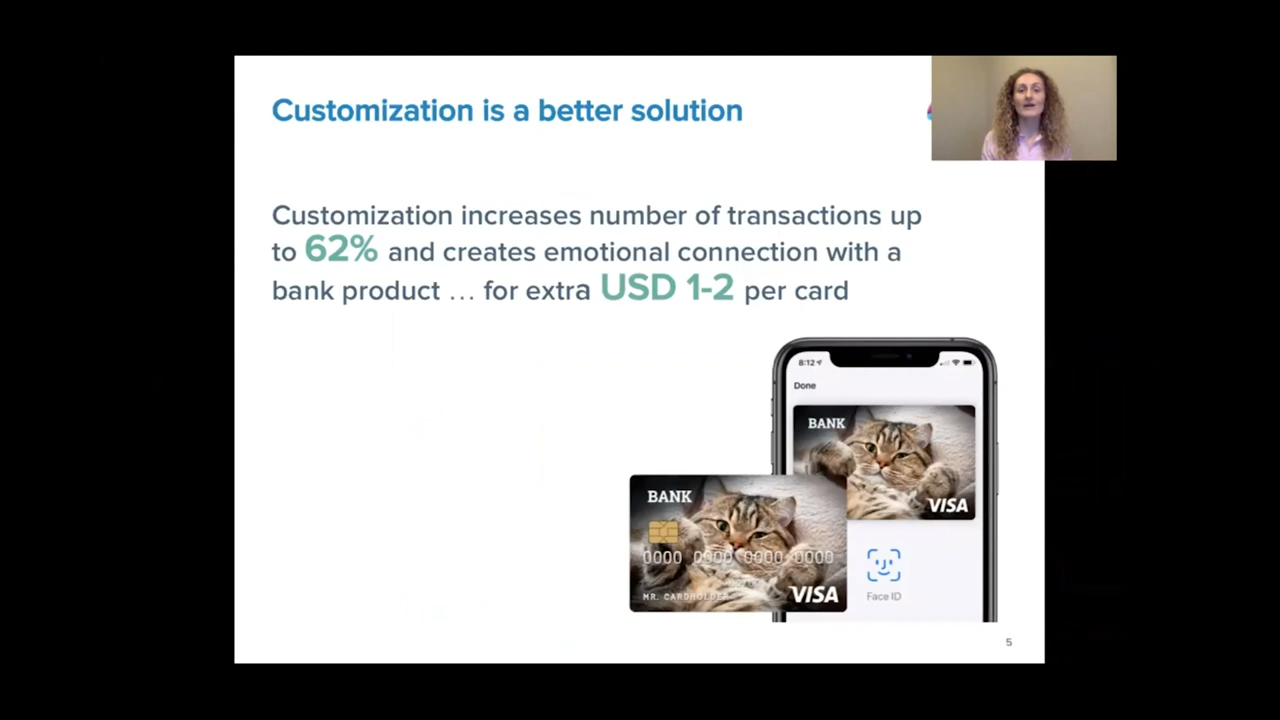 Customization is a better solution
Customization increases number of transactions up
to 62% and creates emotional connection with a
bank product ... for extra USD 1-2 per card
8:12
Done
BANK
VISA
BANK
0000 0000 0000 0000
MR. CARDHOLDER
VISA
Face ID
5